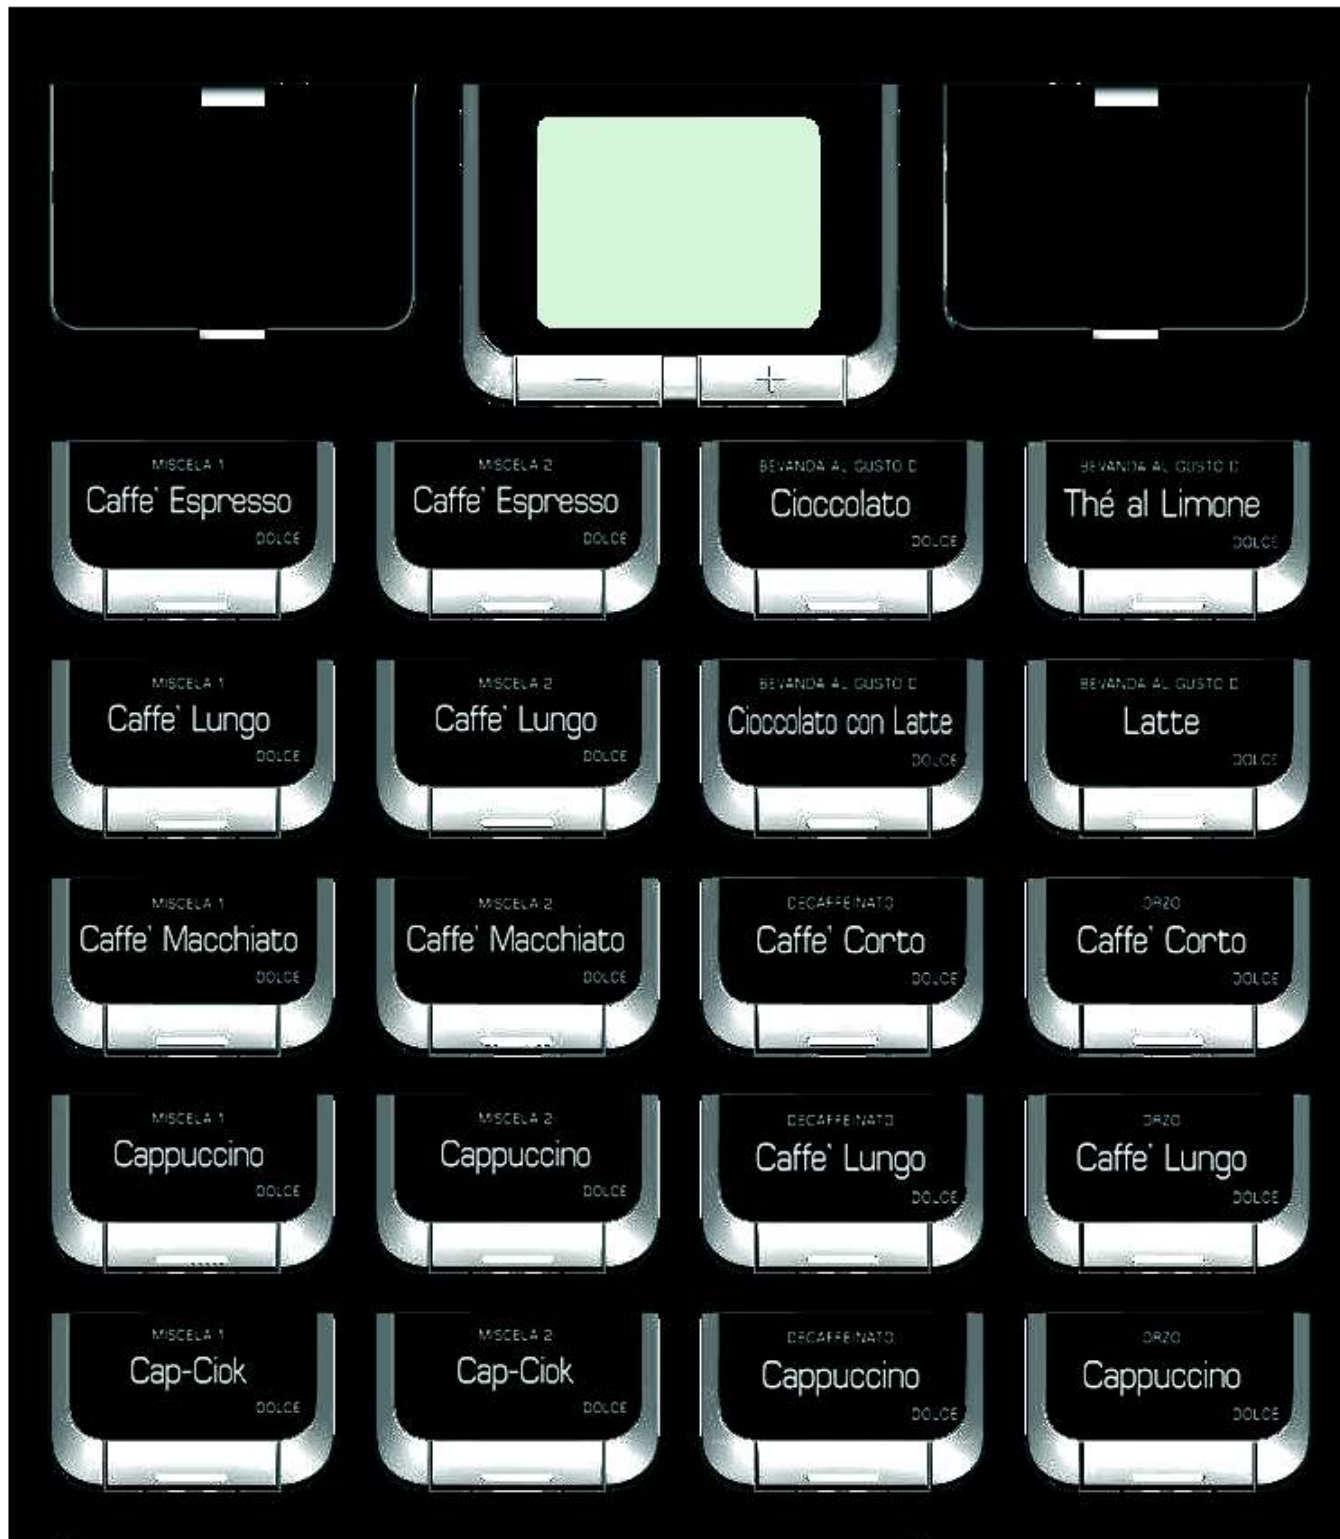 − +
MISCELA 1
Caffe' Espresso
DOLCE
MISCELA 2
Caffe' Espresso
DOLCE
BEVANDA AL GUSTO D
Cioccolato
DOLCE
BEVANDA AL GUSTO D
Thé al Limone
DOLCE
MISCELA 1
Caffe' Lungo
DOLCE
MISCELA 2
Caffe' Lungo
DOLCE
BEVANDA AL GUSTO D
Cioccolato con Latte
DOLCE
BEVANDA AL GUSTO D
Latte
DOLCE
MISCELA 1
Caffe' Macchiato
DOLCE
MISCELA 2
Caffe' Macchiato
DOLCE
DECAFFEINATO
Caffe' Corto
DOLCE
ORZO
Caffe' Corto
DOLCE
MISCELA 1
Cappuccino
DOLCE
MISCELA 2
Cappuccino
DOLCE
DECAFFEINATO
Caffe' Lungo
DOLCE
ORZO
Caffe' Lungo
DOLCE
MISCELA 1
Cap-Ciok
DOLCE
MISCELA 2
Cap-Ciok
DOLCE
DECAFFEINATO
Cappuccino
DOLCE
ORZO
Cappuccino
DOLCE